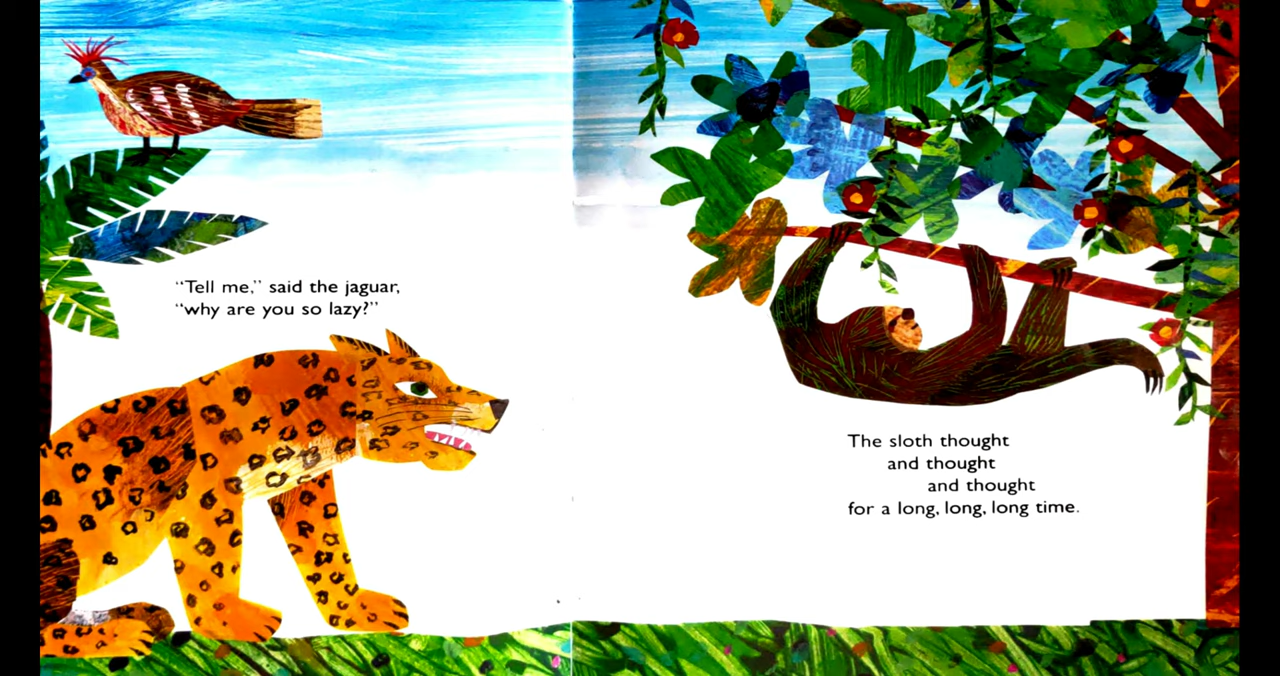 “Tell me,” said the jaguar,
“why are you so lazy?”
The sloth thought
and thought
and thought
for a long, long, long time.